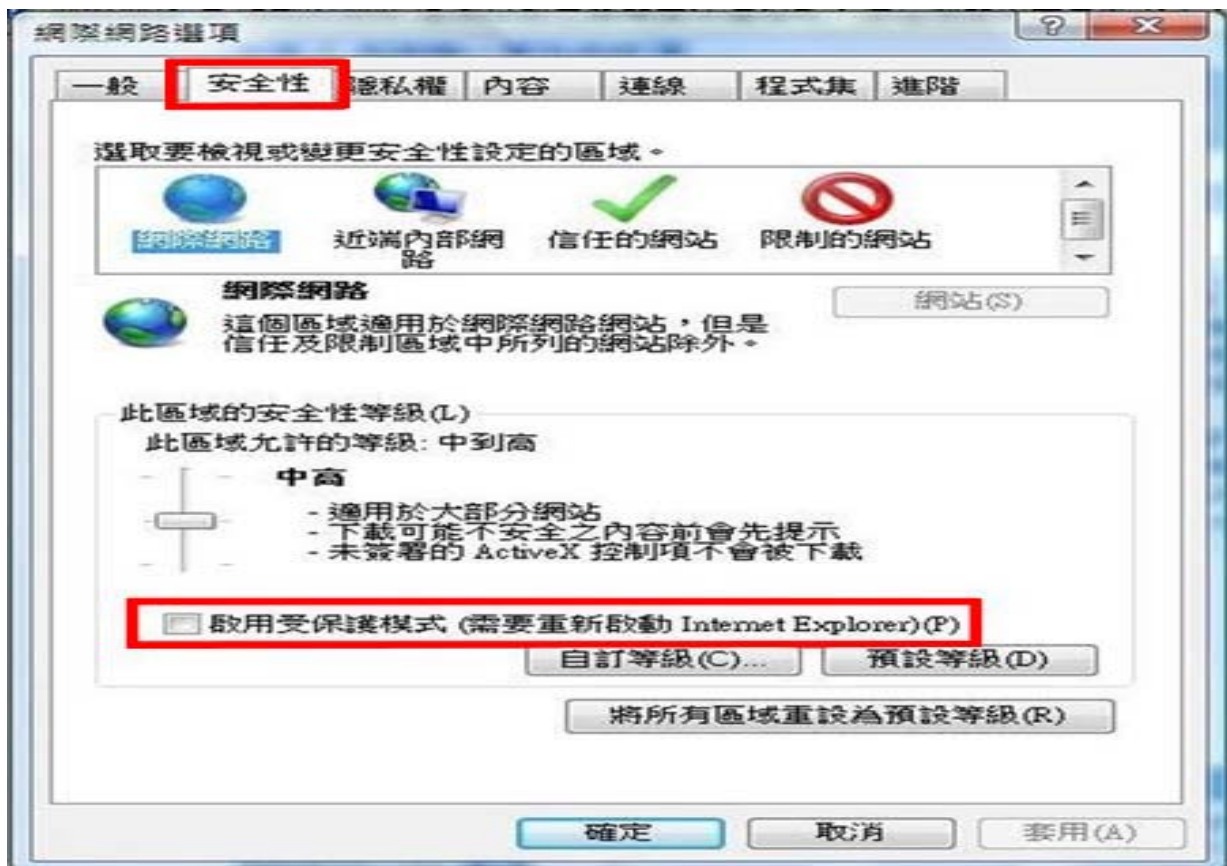 網際網路選項
一般 安全性 隱私權 內容 連線 程式集 進階
選取要檢視或變更安全性設定的區域。
網際網路 近端內部網路 信任的網站 限制的網站
網際網路
網站(S)
這個區域適用於網際網路網站，但是
信任及限制區域中所列的網站除外。
此區域的安全性等級(L)
此區域允許的等級: 中到高
中高
- 適用於大部分網站
- 下載可能不安全之內容前會先提示
- 未簽署的 ActiveX 控制項不會被下載
啟用受保護模式 (需要重新啟動 Internet Explorer)(P)
自訂等級(C)... 預設等級(D)
將所有區域重設為預設等級(R)
確定 取消 套用(A)